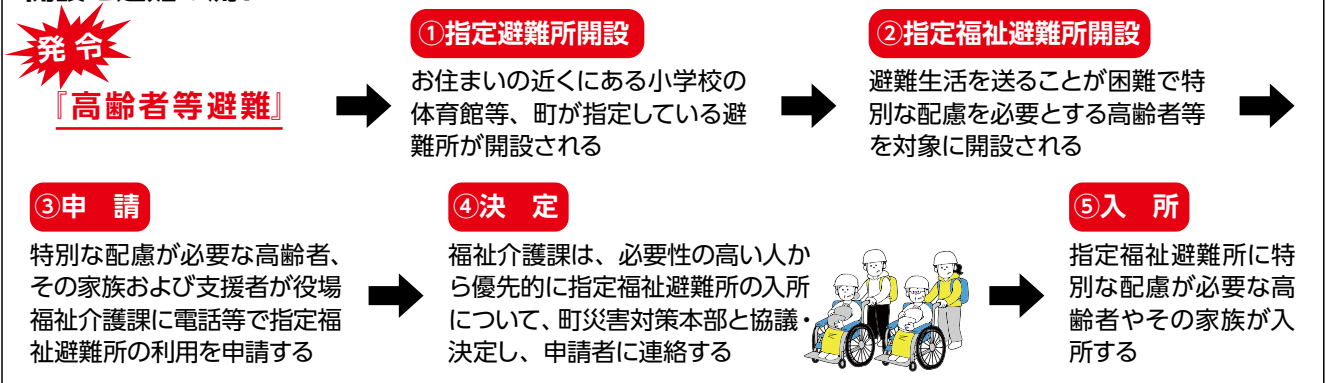 発令
『高齢者等避難』
①指定避難所開設
お住まいの近くにある小学校の
体育館等、町が指定している避
難所が開設される
②指定福祉避難所開設
避難生活を送ることが困難で特
別な配慮を必要とする高齢者等
を対象に開設される
③申　請
特別な配慮が必要な高齢者、
その家族および支援者が役場
福祉介護課に電話等で指定福
祉避難所の利用を申請する
④決　定
福祉介護課は、必要性の高い人か
ら優先的に指定福祉避難所の入所
について、町災害対策本部と協議・
決定し、申請者に連絡する
⑤入　所
指定福祉避難所に特
別な配慮が必要な高
齢者やその家族が入
所する